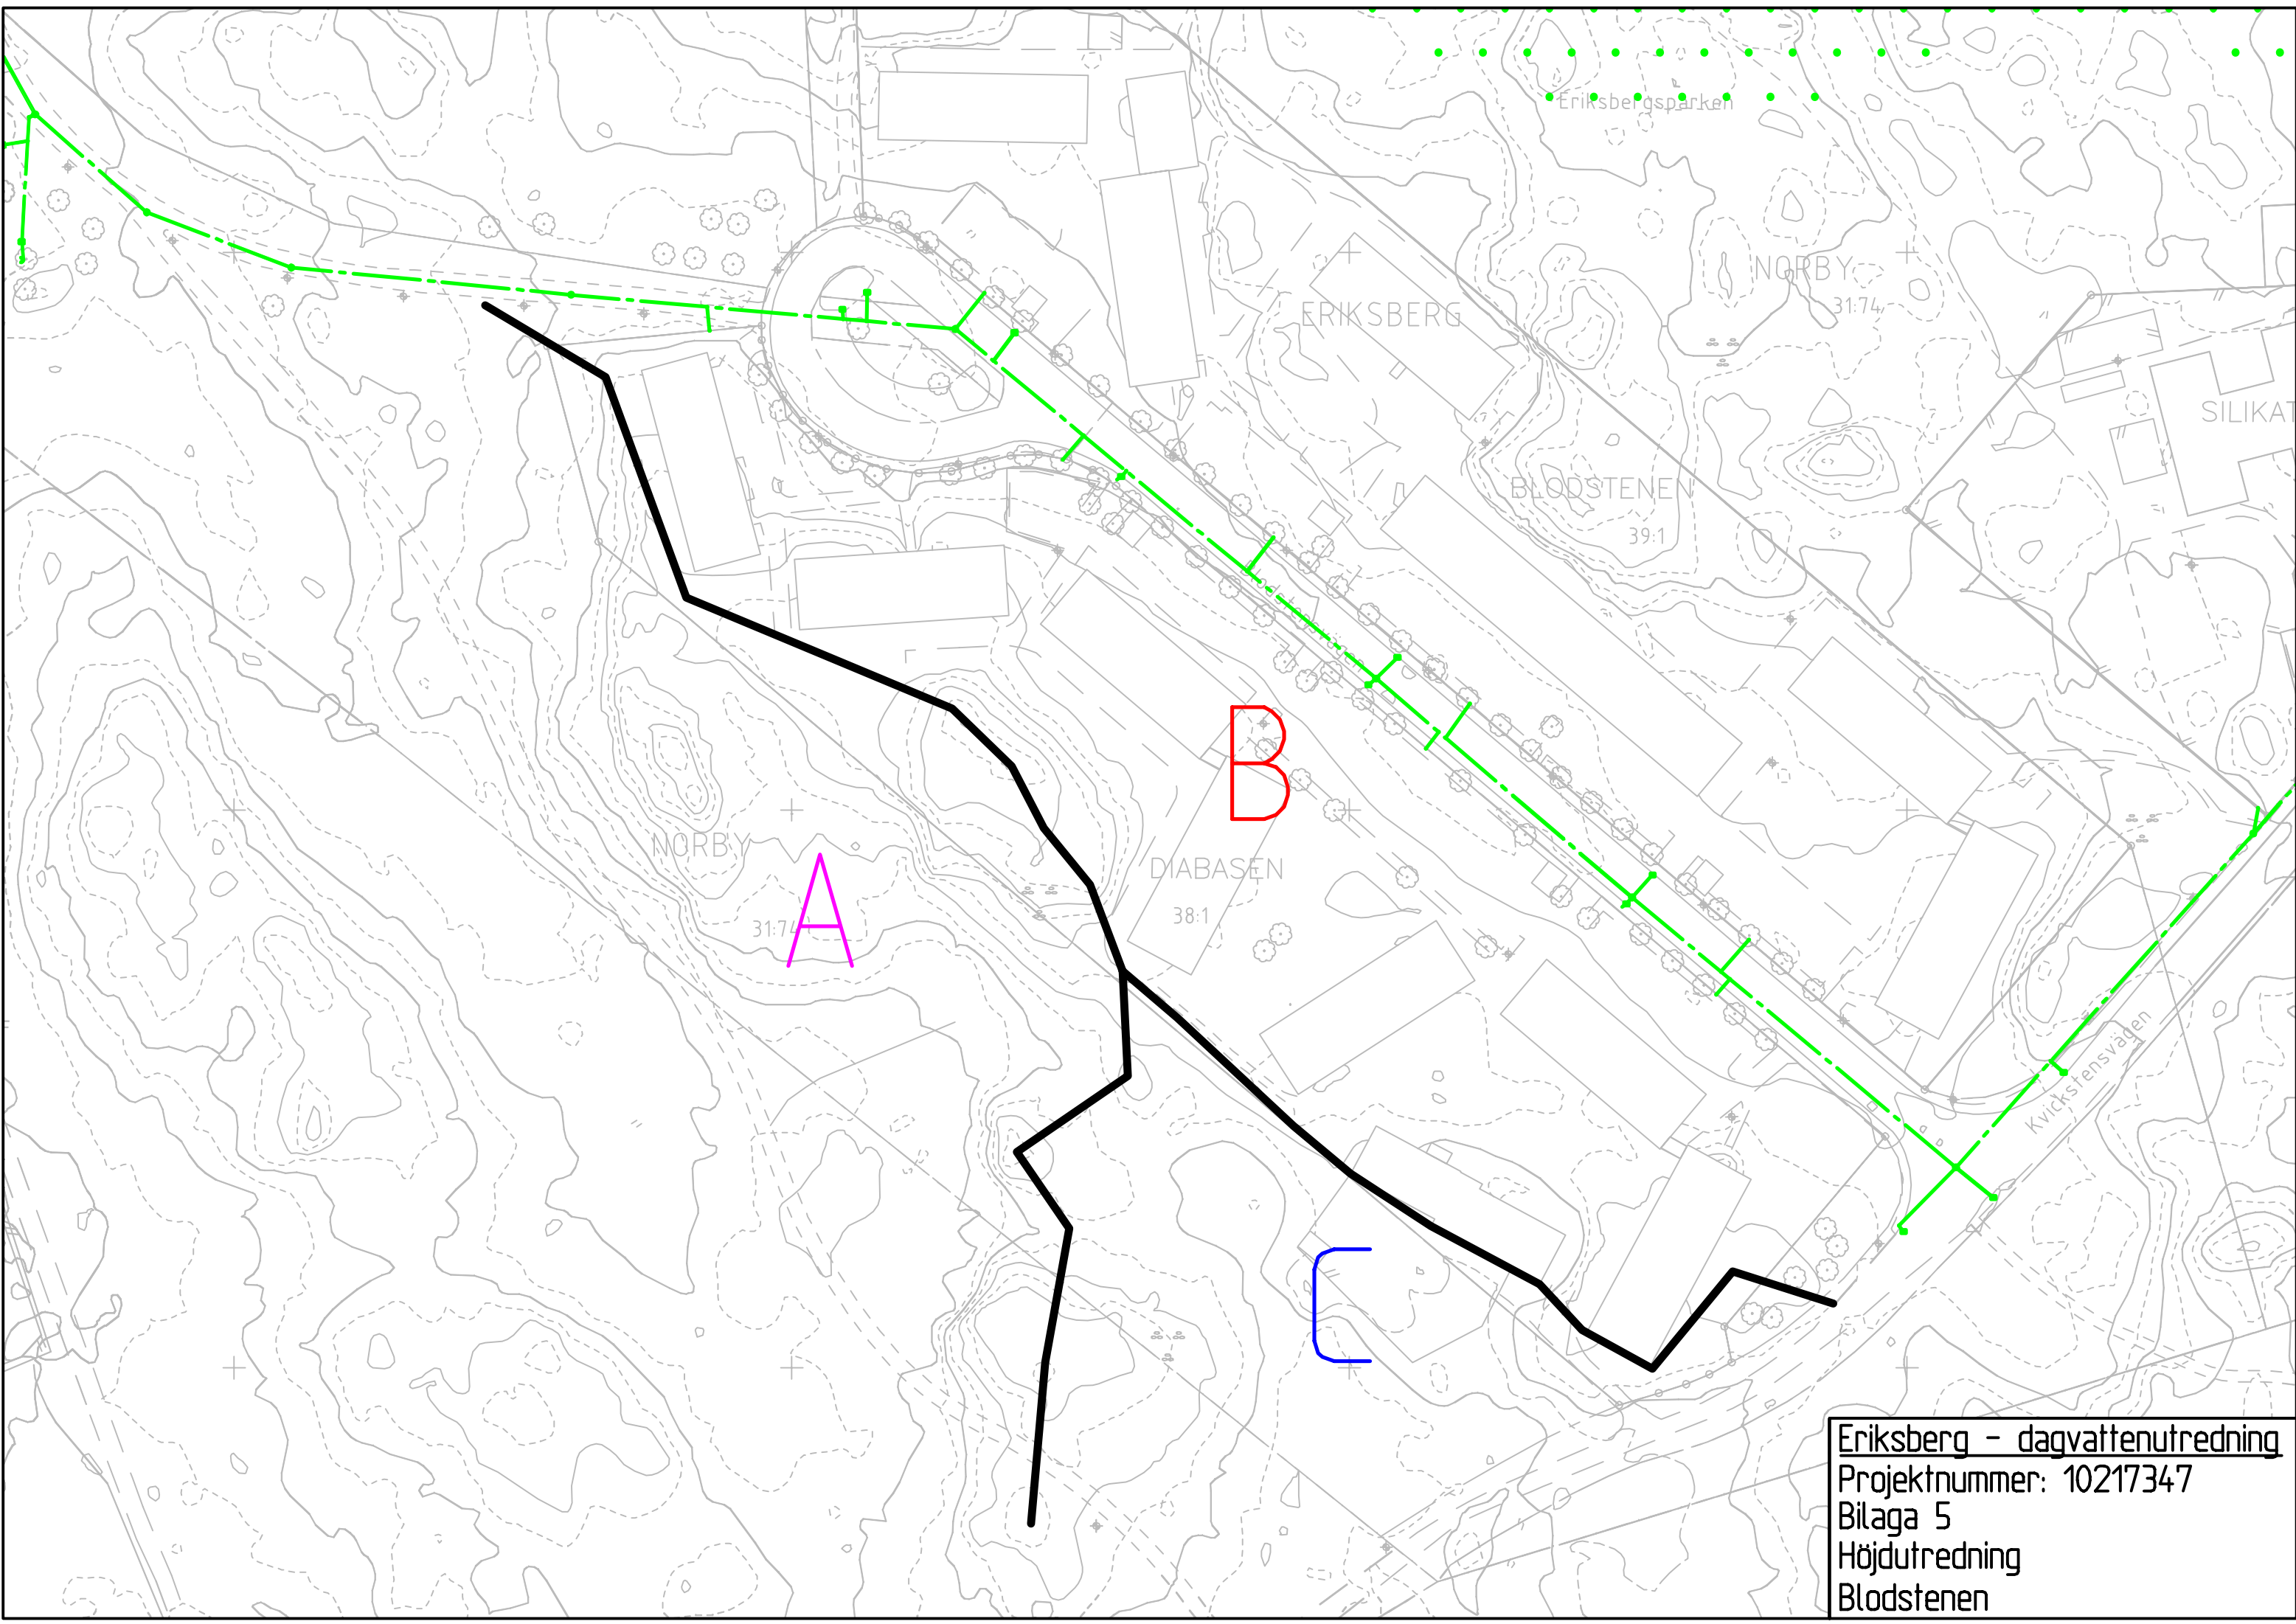 Eriksbergsparken
NORBY
31:74
ERIKSBERG
BLODSTENEN
39:1
B
NORBY
31:74
A
DIABASEN
38:1
Kvickstensvägen
C
Eriksberg - dagvattenutredning
Projektnummer: 10217347
Bilaga 5
Höjdutredning
Blodstenen